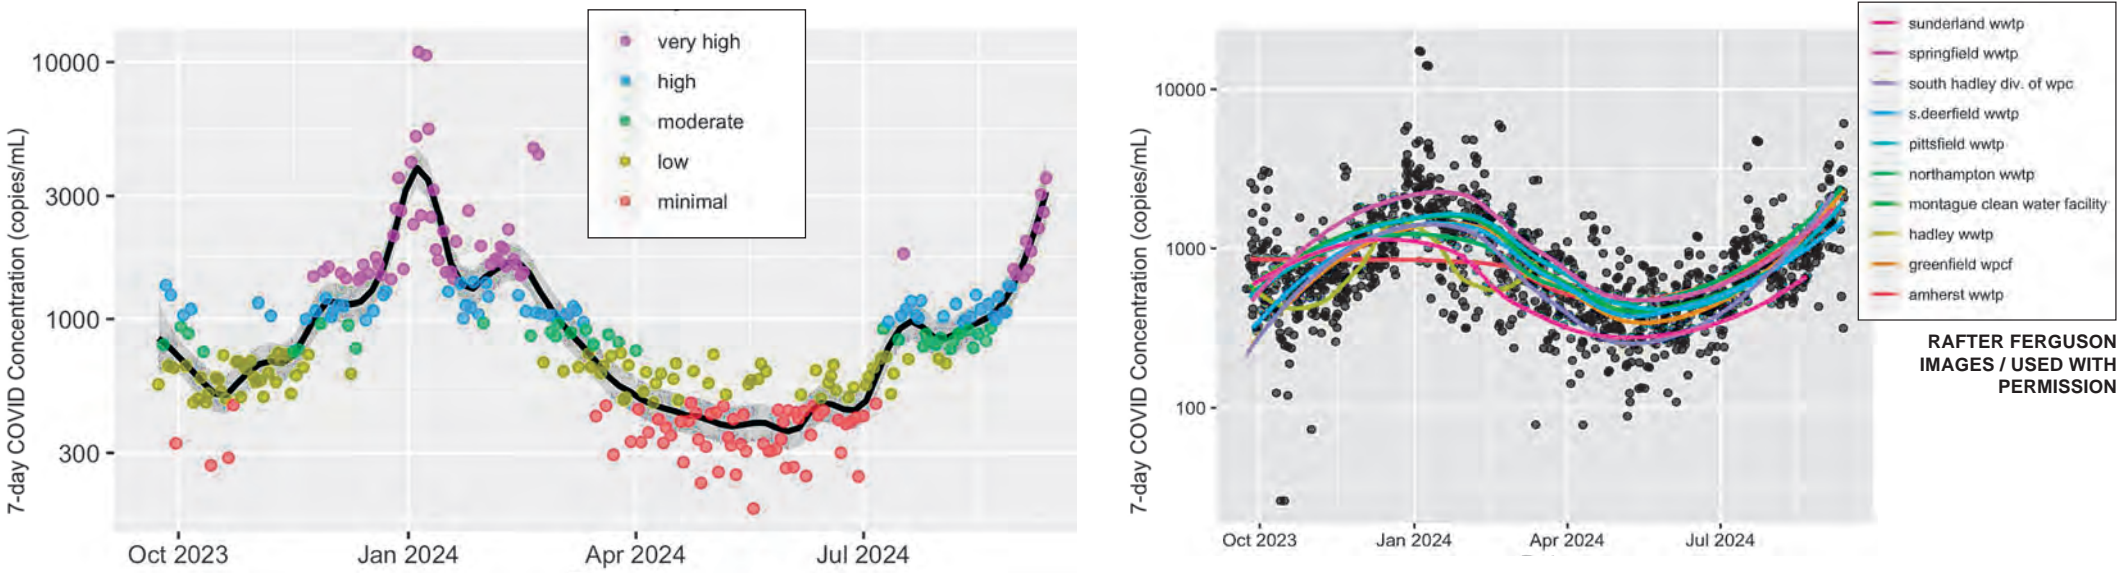 7-day COVID Concentration (copies/mL)
10000
3000
1000
300
Oct 2023
Jan 2024
Apr 2024
Jul 2024
very high
high
moderate
low
minimal
7-day COVID Concentration (copies/mL)
10000
1000
100
Oct 2023
Jan 2024
Apr 2024
Jul 2024
sunderland wwtp
springfield wwtp
south hadley div. of wpc
s.deerfield wwtp
pittsfield wwtp
northampton wwtp
montague clean water facility
hadley wwtp
greenfield wpcf
amherst wwtp
RAFTER FERGUSON
IMAGES / USED WITH
PERMISSION